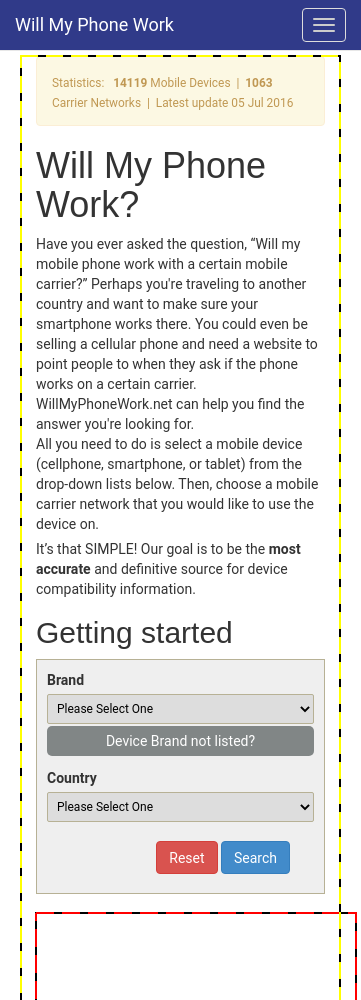 Will My Phone Work
Statistics: 14119 Mobile Devices | 1063
Carrier Networks | Latest update 05 Jul 2016
Will My Phone
Work?
Have you ever asked the question, “Will my
mobile phone work with a certain mobile
carrier?” Perhaps you're traveling to another
country and want to make sure your
smartphone works there. You could even be
selling a cellular phone and need a website to
point people to when they ask if the phone
works on a certain carrier.
WillMyPhoneWork.net can help you find the
answer you're looking for.
All you need to do is select a mobile device
(cellphone, smartphone, or tablet) from the
drop-down lists below. Then, choose a mobile
carrier network that you would like to use the
device on.
It’s that SIMPLE! Our goal is to be the most
accurate and definitive source for device
compatibility information.
Getting started
Brand
Please Select One
Device Brand not listed?
Country
Please Select One
Reset Search